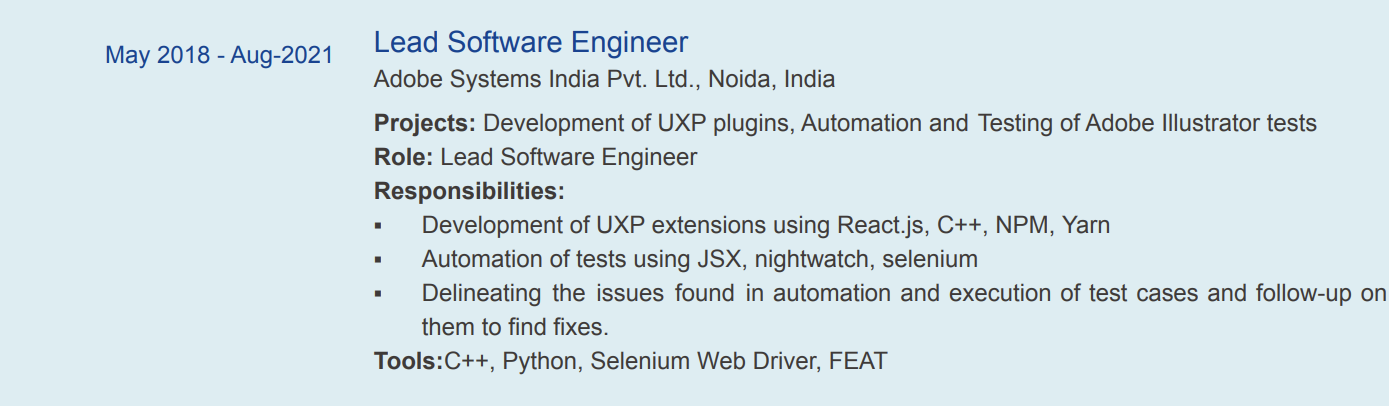 May 2018 - Aug-2021
Lead Software Engineer
Adobe Systems India Pvt. Ltd., Noida, India
Projects: Development of UXP plugins, Automation and Testing of Adobe Illustrator tests
Role: Lead Software Engineer
Responsibilities:
▪ Development of UXP extensions using React.js, C++, NPM, Yarn
▪ Automation of tests using JSX, nightwatch, selenium
▪ Delineating the issues found in automation and execution of test cases and follow-up on
them to find fixes.
Tools:C++, Python, Selenium Web Driver, FEAT